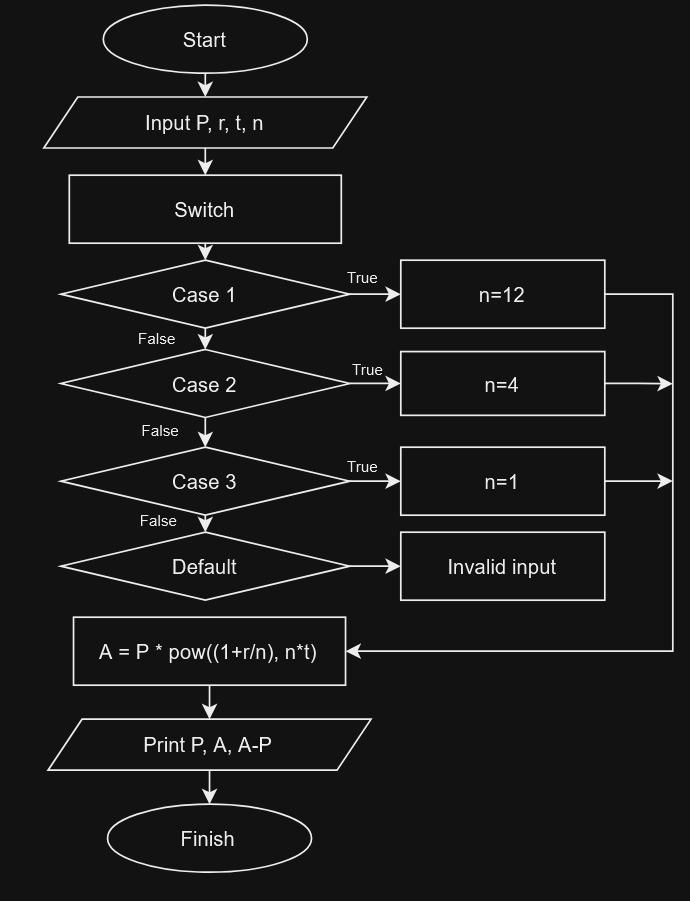 Start
Input P, r, t, n
Switch
Case 1
True
n=12
False
Case 2
True
n=4
False
Case 3
True
n=1
False
Default
Invalid input
A = P * pow((1+r/n), n*t)
Print P, A, A-P
Finish